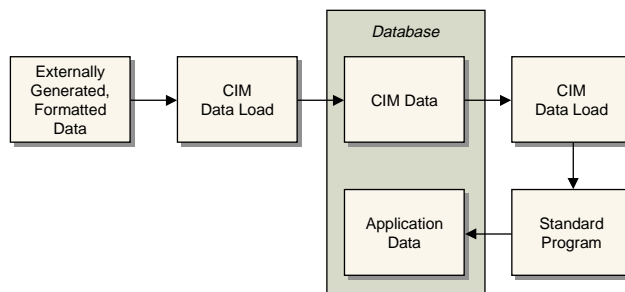 Database
Externally
Generated,
Formatted
Data
CIM
Data Load
CIM Data
CIM
Data Load
Application
Data
Standard
Program